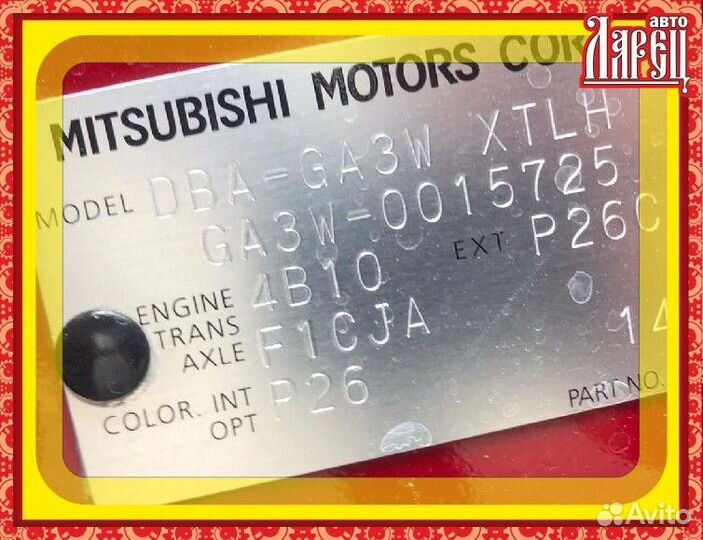 авто
Ларец
MITSUBISHI MOTORS COR
MODEL DBA-GA3W XTLH
GA3W-0015725
EXT P26C
ENGINE 4B10
TRANS
AXLE F1CJA 14
COLOR. INT P26
OPT
PART NO.
Avito